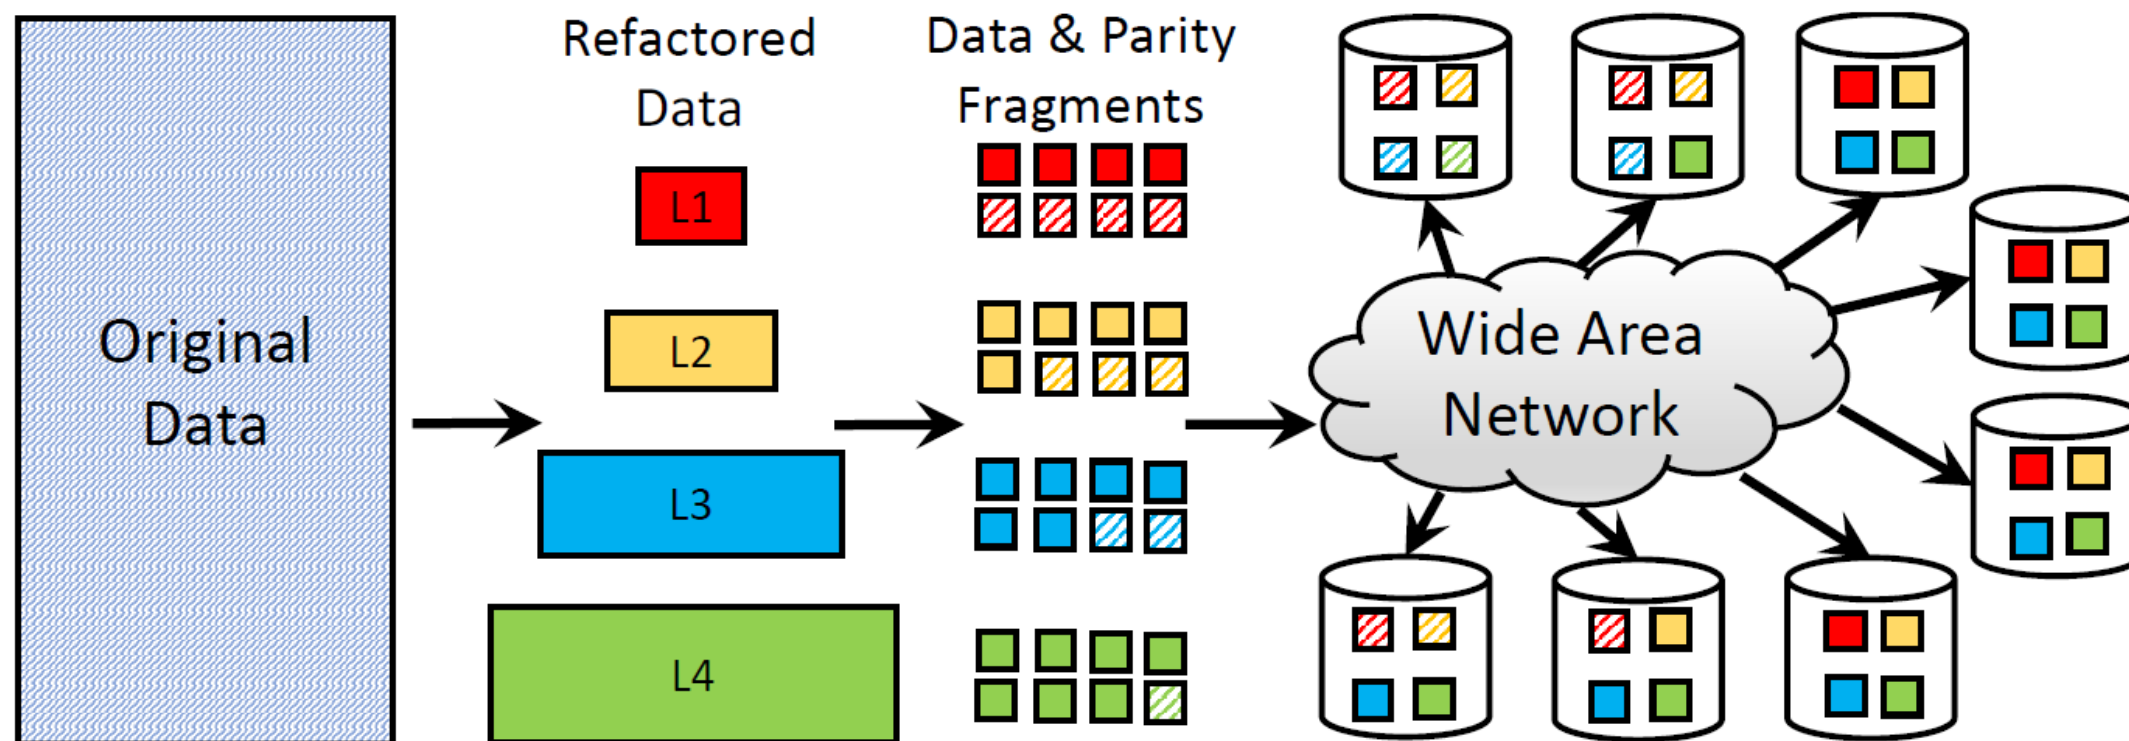 Original
Data
Refactored
Data
L1
L2
L3
L4
Data & Parity
Fragments
Wide Area
Network